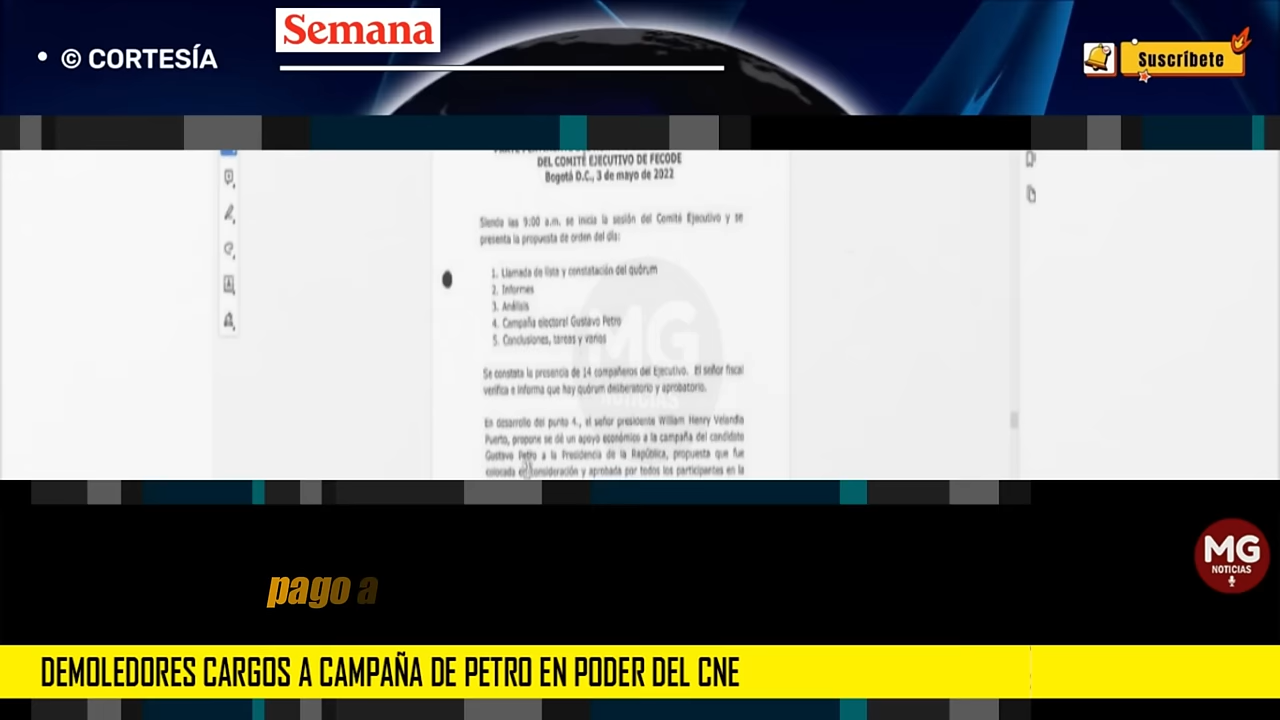 Semana
• © CORTESÍA
Suscríbete
DEL COMITÉ EJECUTIVO DE FECODE
Bogotá D.C., 3 de mayo de 2022
Siendo las 9:00 a.m. se inicia la sesión del Comité Ejecutivo y se
presenta la propuesta de orden del día:
1. Llamada de lista y constatación del quórum
2. Informes
3. Análisis
4. Campaña electoral Gustavo Petro
5. Conclusiones, tareas y varios
Se constata la presencia de 14 compañeros del Ejecutivo. El señor fiscal
verifica e informa que hay quórum deliberatorio y aprobatorio.
En desarrollo del punto 4., el señor presidente William Henry Velandia
Puerto, propone se dé un apoyo económico a la campaña del candidato
Gustavo Petro a la Presidencia de la República, propuesta que fue
colocada en consideración y aprobada por todos los participantes en la
MG
NOTICIAS
pago a
MG
NOTICIAS
DEMOLEDORES CARGOS A CAMPAÑA DE PETRO EN PODER DEL CNE